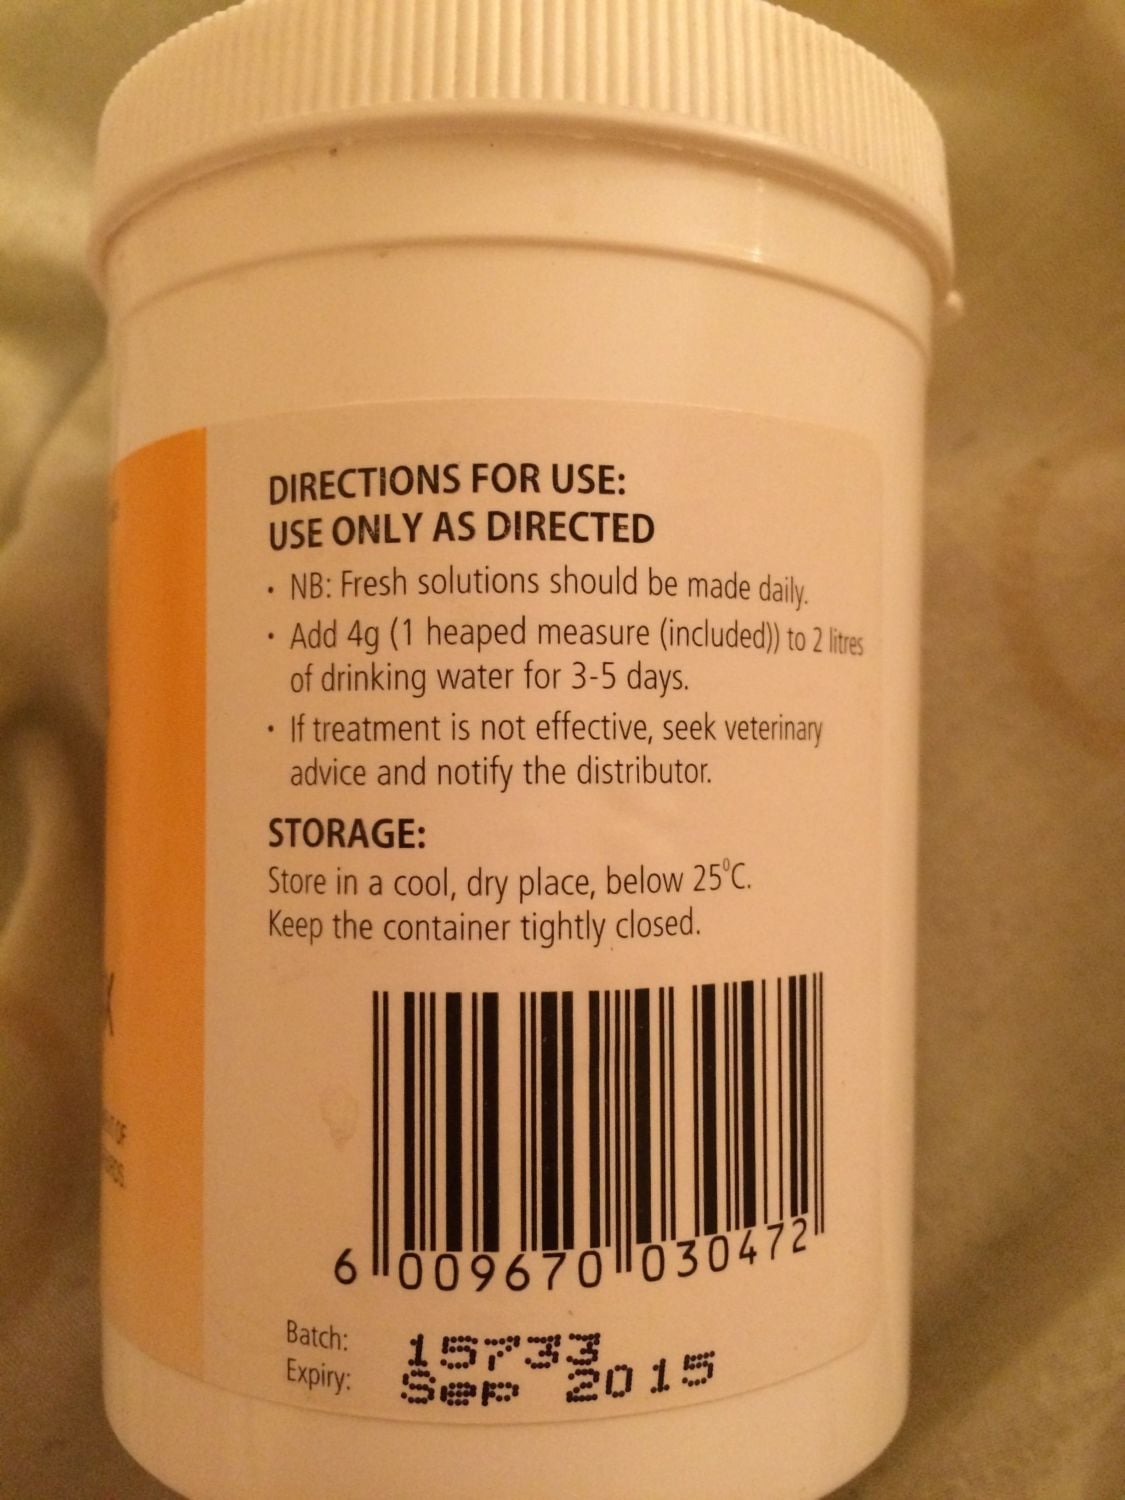 DIRECTIONS FOR USE:
USE ONLY AS DIRECTED
· NB: Fresh solutions should be made daily.
· Add 4g (1 heaped measure (included)) to 2 litres
of drinking water for 3-5 days.
· If treatment is not effective, seek veterinary
advice and notify the distributor.
STORAGE:
Store in a cool, dry place, below 25⁰C.
Keep the container tightly closed.
6 009670 030472
Batch: 15733
Expiry: Sep 2015